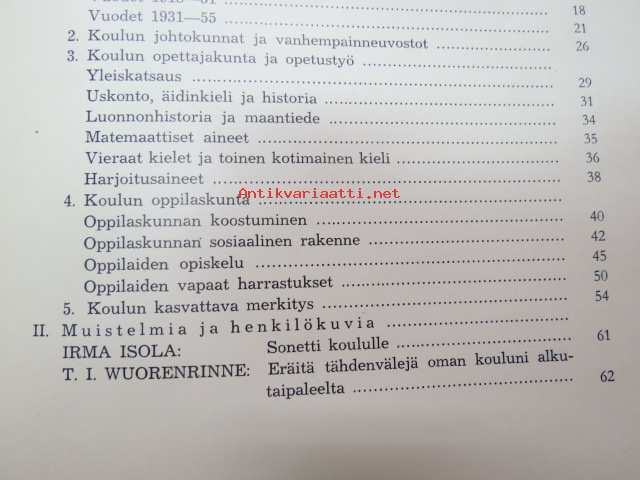 Vuodet 1931—55 21
2. Koulun johtokunnat ja vanhempainneuvostot 26
3. Koulun opettajakunta ja opetustyö
Yleiskatsaus 29
Uskonto, äidinkieli ja historia 31
Luonnonhistoria ja maantiede 34
Matemaattiset aineet 35
Vieraat kielet ja toinen kotimainen kieli 36
Harjoitusaineet 38
Antikvariaatti.net
4. Koulun oppilaskunta
Oppilaskunnan koostuminen 40
Oppilaskunnan sosiaalinen rakenne 42
Oppilaiden opiskelu 45
Oppilaiden vapaat harrastukset 50
5. Koulun kasvattava merkitys 54
II. Muistelmia ja henkilökuvia
IRMA ISOLA: Sonetti koululle 61
T. I. WUORENRINNE: Eräitä tähdenvälejä oman kouluni alku-
taipaleelta 62